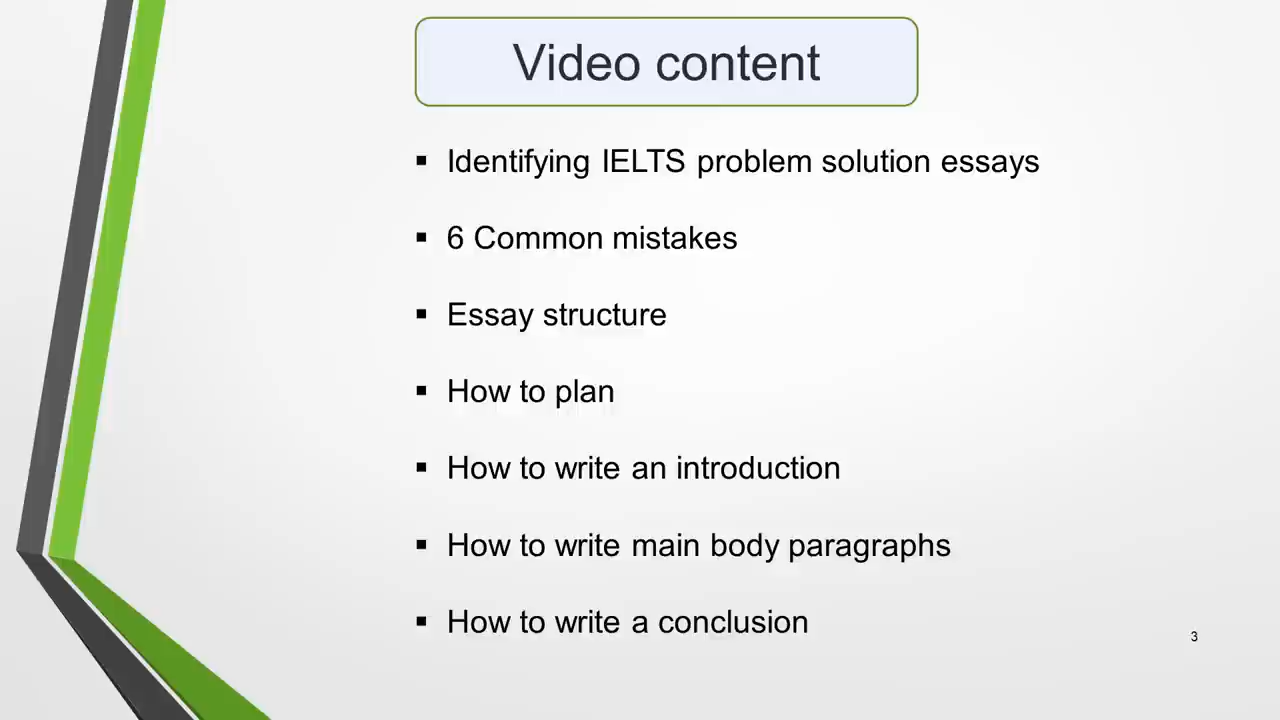 Video content
▪ Identifying IELTS problem solution essays
▪ 6 Common mistakes
▪ Essay structure
▪ How to plan
▪ How to write an introduction
▪ How to write main body paragraphs
▪ How to write a conclusion
3